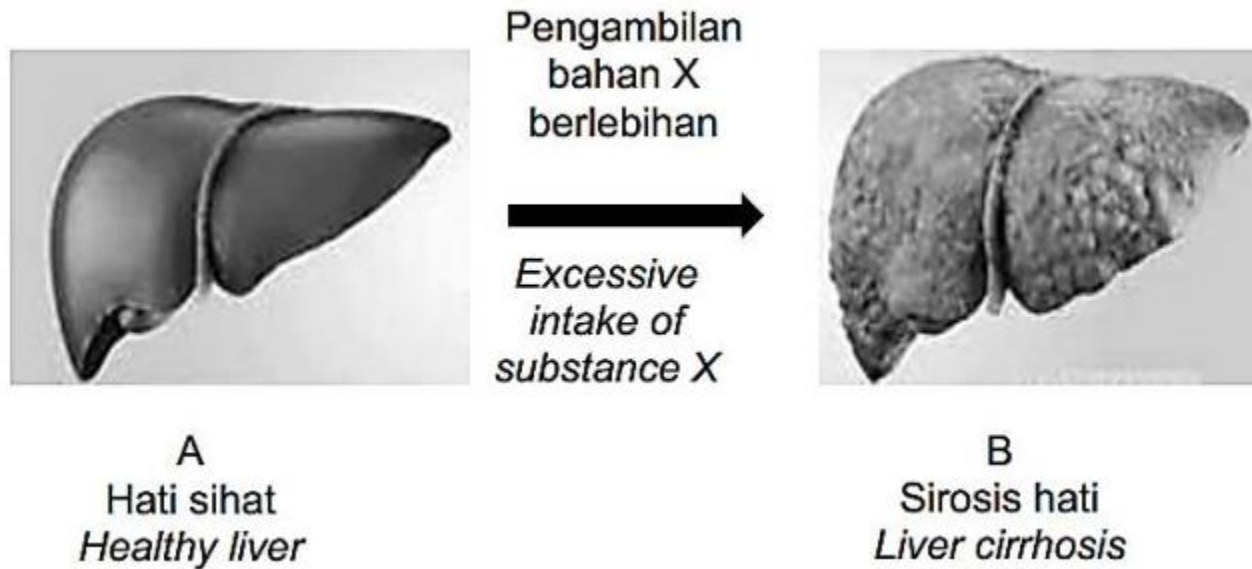 Pengambilan
bahan X
berlebihan
Excessive
intake of
substance X
A
Hati sihat
Healthy liver
B
Sirosis hati
Liver cirrhosis